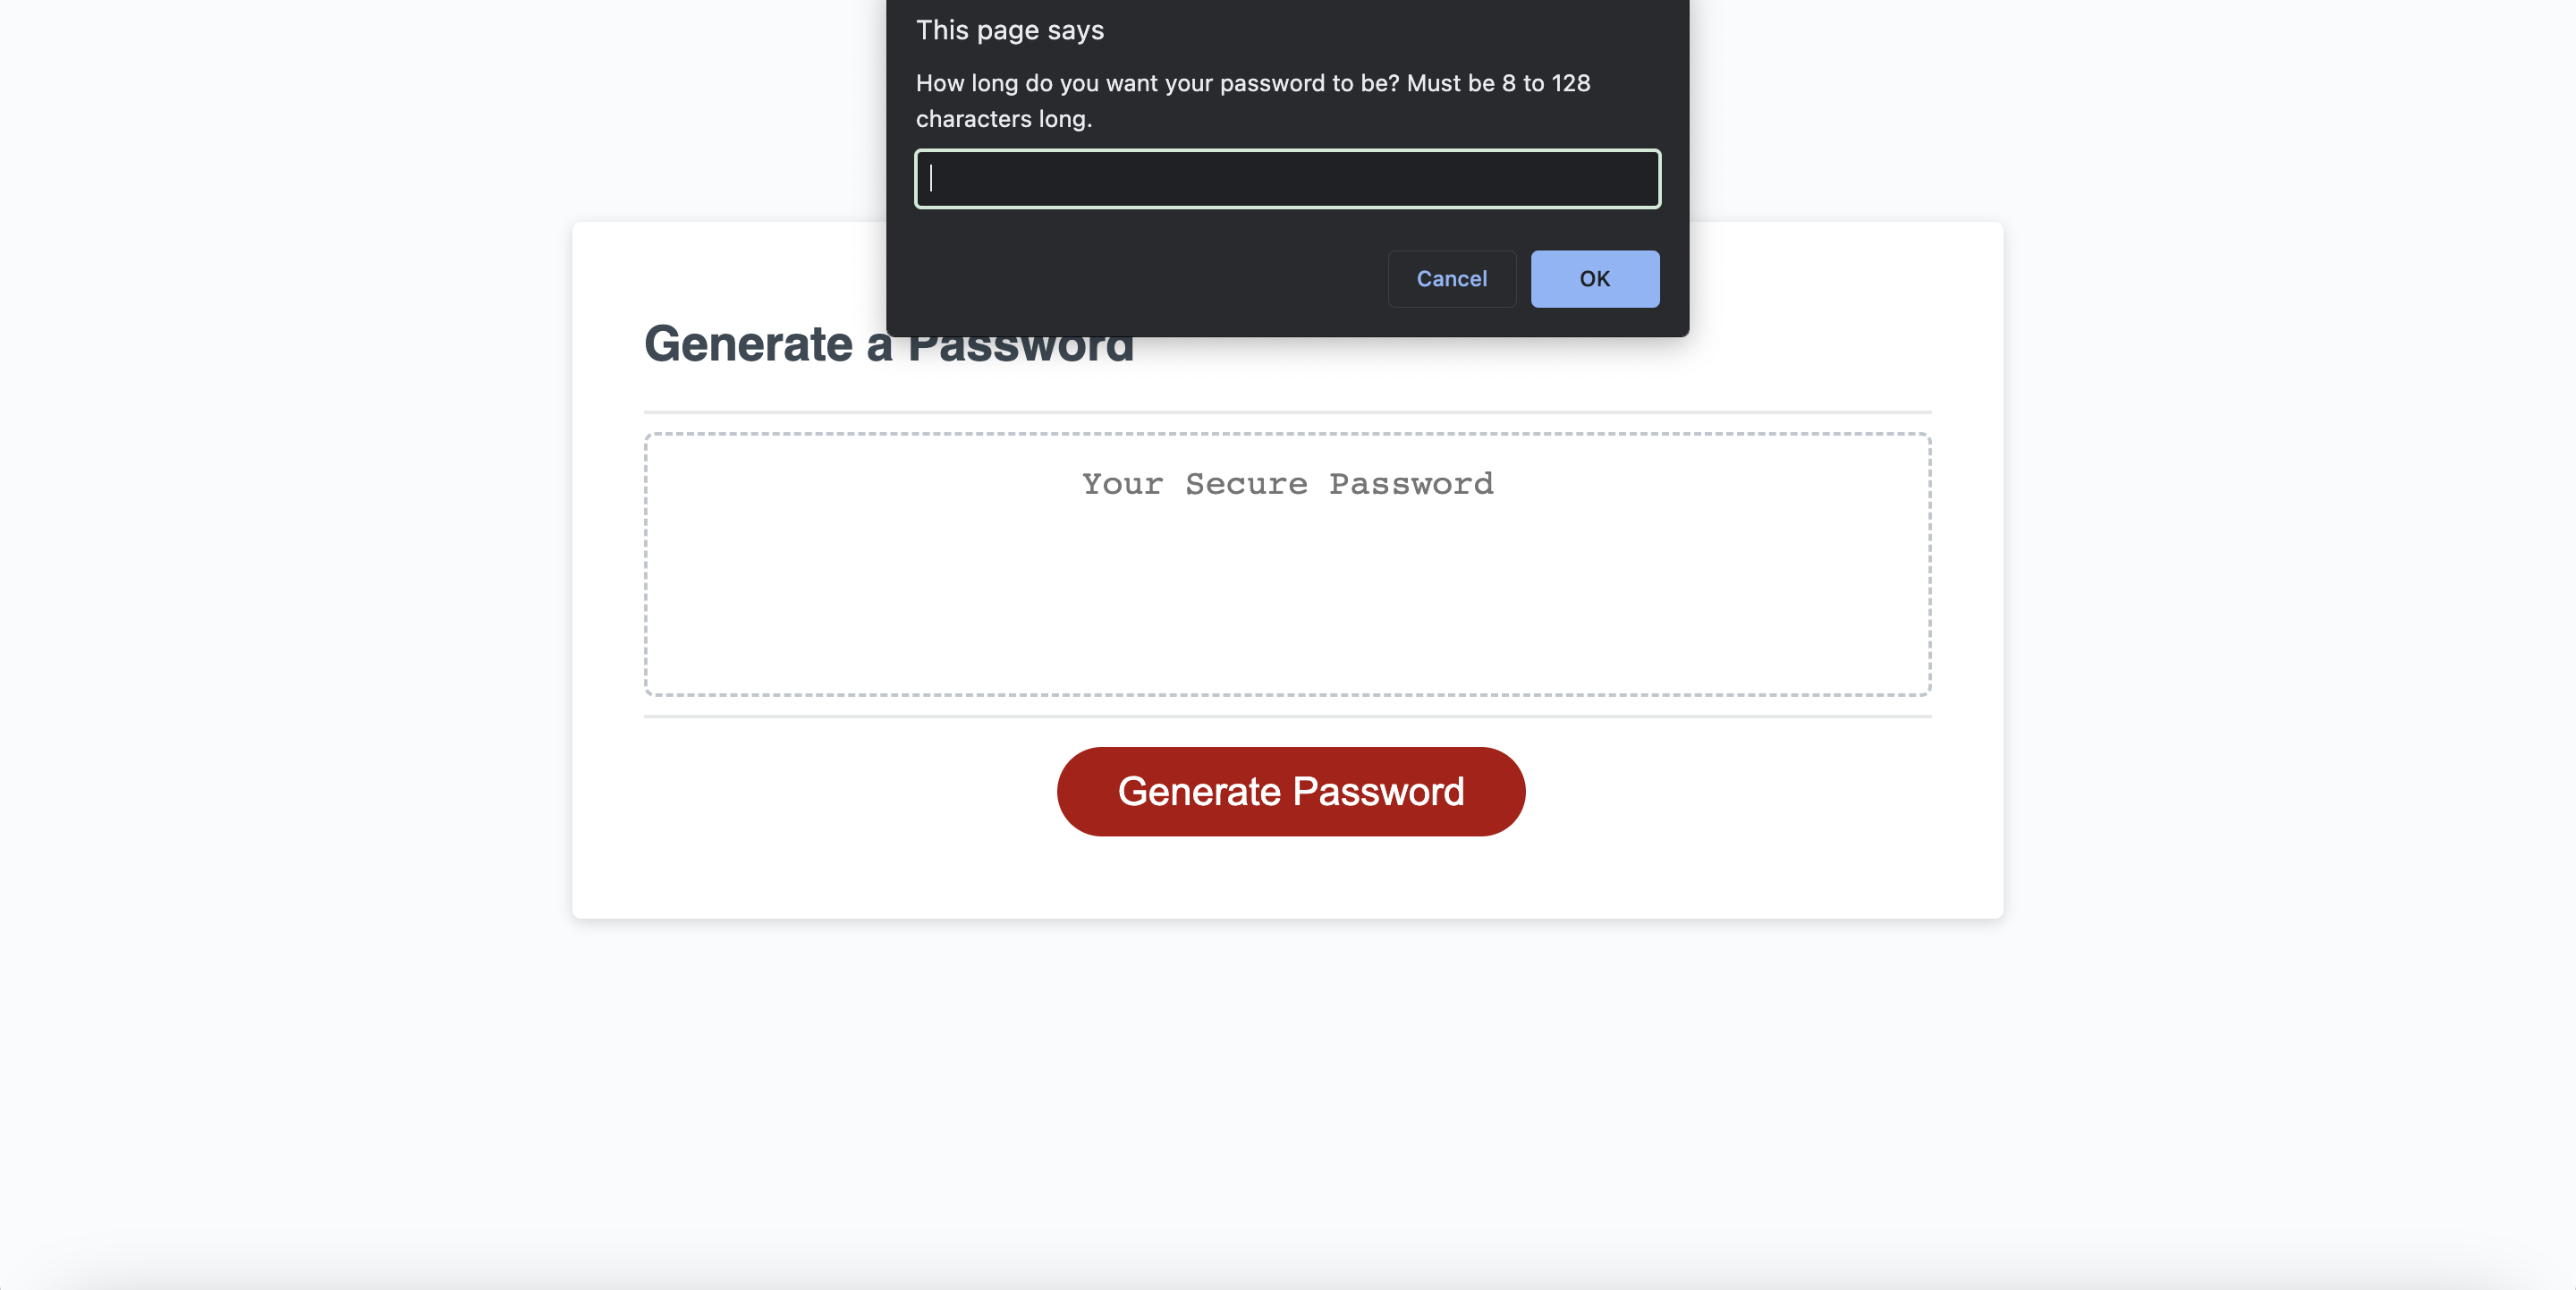 This page says
How long do you want your password to be? Must be 8 to 128
characters long.
Cancel
OK
Generate a Password
Your Secure Password
Generate Password